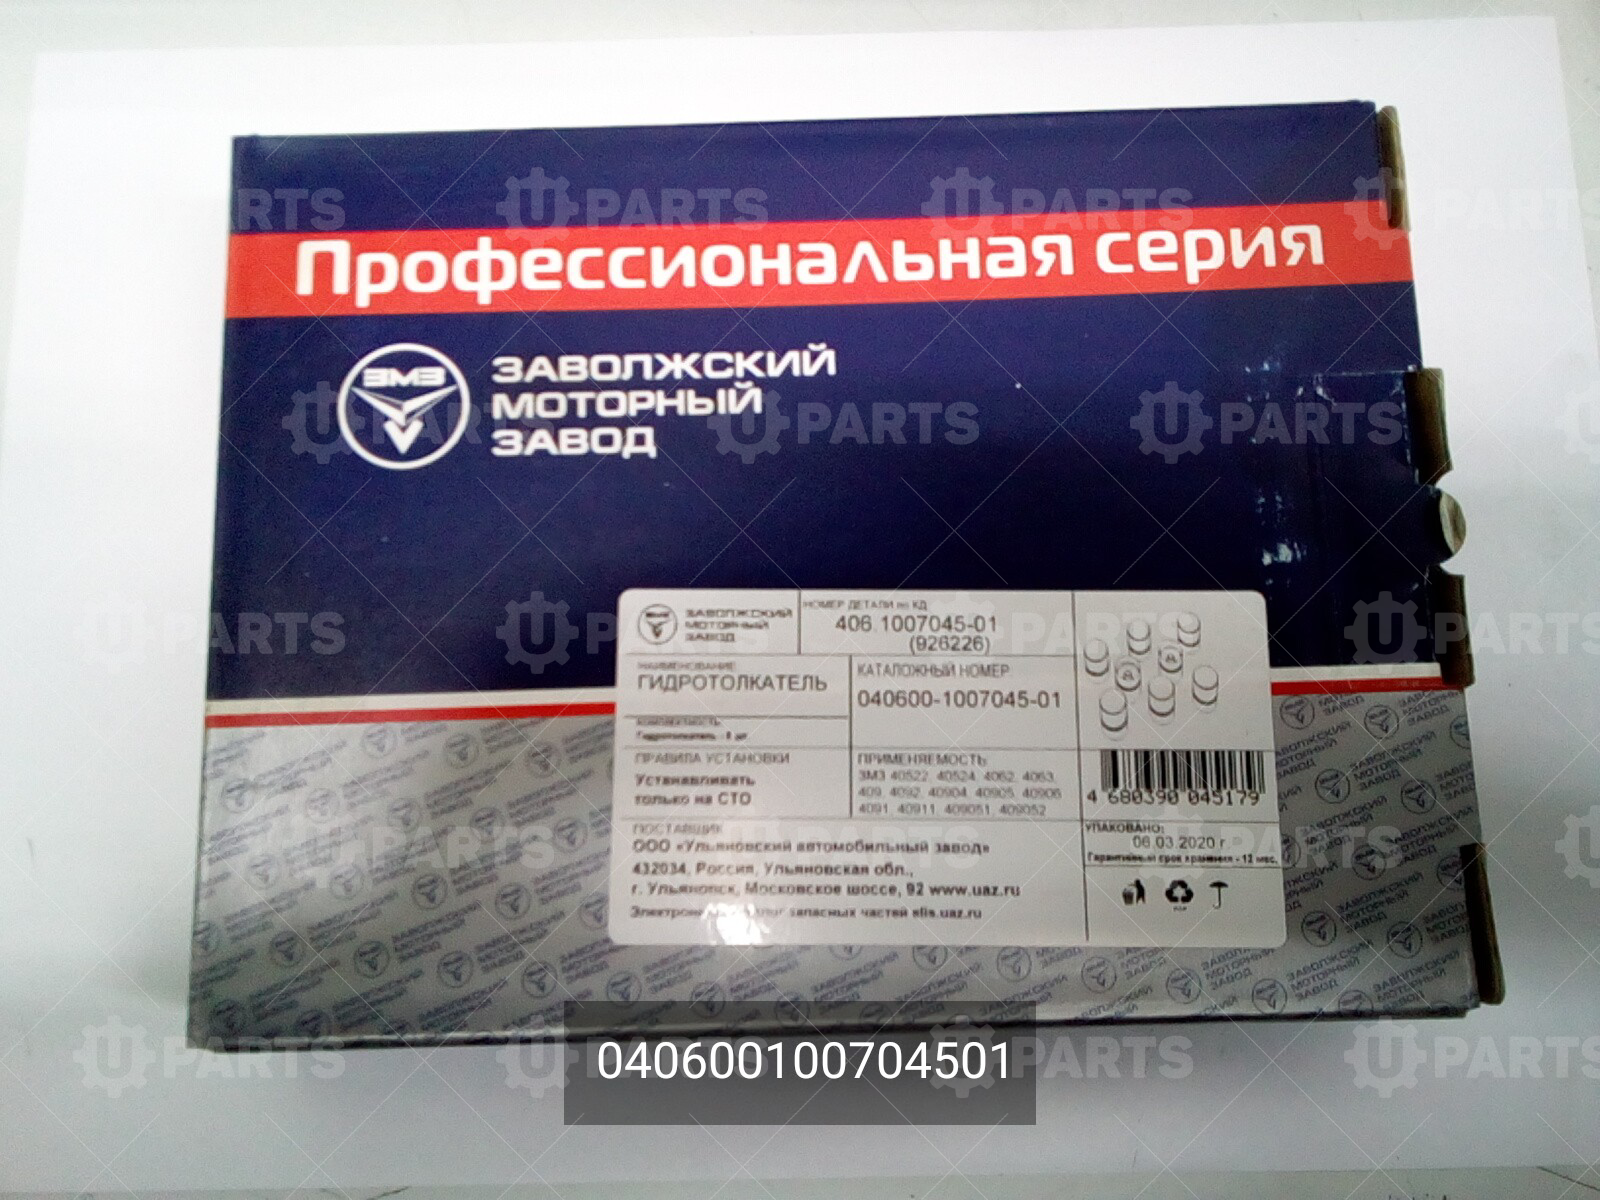 Профессиональная серия
ЗМЗ
ЗАВОЛЖСКИЙ
МОТОРНЫЙ
ЗАВОД
ЗАВОЛЖСКИЙ
МОТОРНЫЙ
ЗАВОД
НОМЕР ДЕТАЛИ по КД
406.1007045-01
(926226)
НАИМЕНОВАНИЕ
ГИДРОТОЛКАТЕЛЬ
КАТАЛОЖНЫЙ НОМЕР
040600-1007045-01
КОМПЛЕКТНОСТЬ
Гидротолкатель - 8 шт
ПРАВИЛА УСТАНОВКИ
Устанавливать
только на СТО
ПРИМЕНЯЕМОСТЬ
ЗМЗ 40522, 40524, 4062, 4063,
409, 4092, 40904, 40905, 40906
4091, 40911, 409051, 409052
4 680390 045179
ПОСТАВЩИК
ООО «Ульяновский автомобильный завод»
432034, Россия, Ульяновская обл.,
г. Ульяновск, Московское шоссе, 92 www.uaz.ru
запасных частей slis.uaz.ru
УПАКОВАНО:
06.03.2020 г
Гарантийный срок хранения - 12 мес.
040600100704501
UPARTS